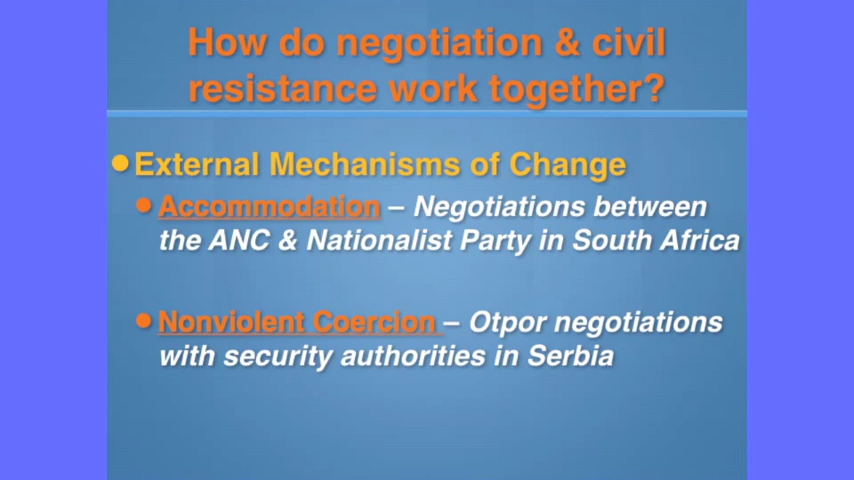 How do negotiation & civil
resistance work together?
External Mechanisms of Change
Accommodation – Negotiations between
the ANC & Nationalist Party in South Africa
Nonviolent Coercion – Otpor negotiations
with security authorities in Serbia